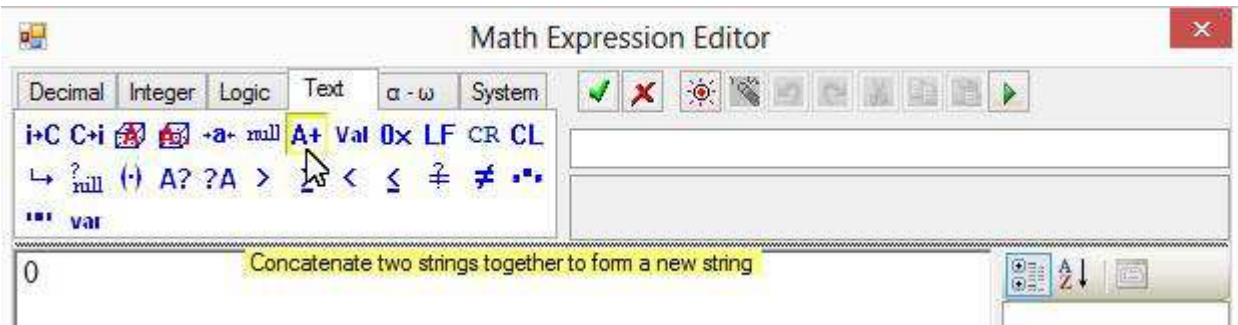 Math Expression Editor
Decimal Integer Logic Text α - ω System
i→C C→i A A →a← null A+ Val 0x LF CR CL
? null (·) A? ?A > < ≤ ≠
var
0
Concatenate two strings together to form a new string
A Z